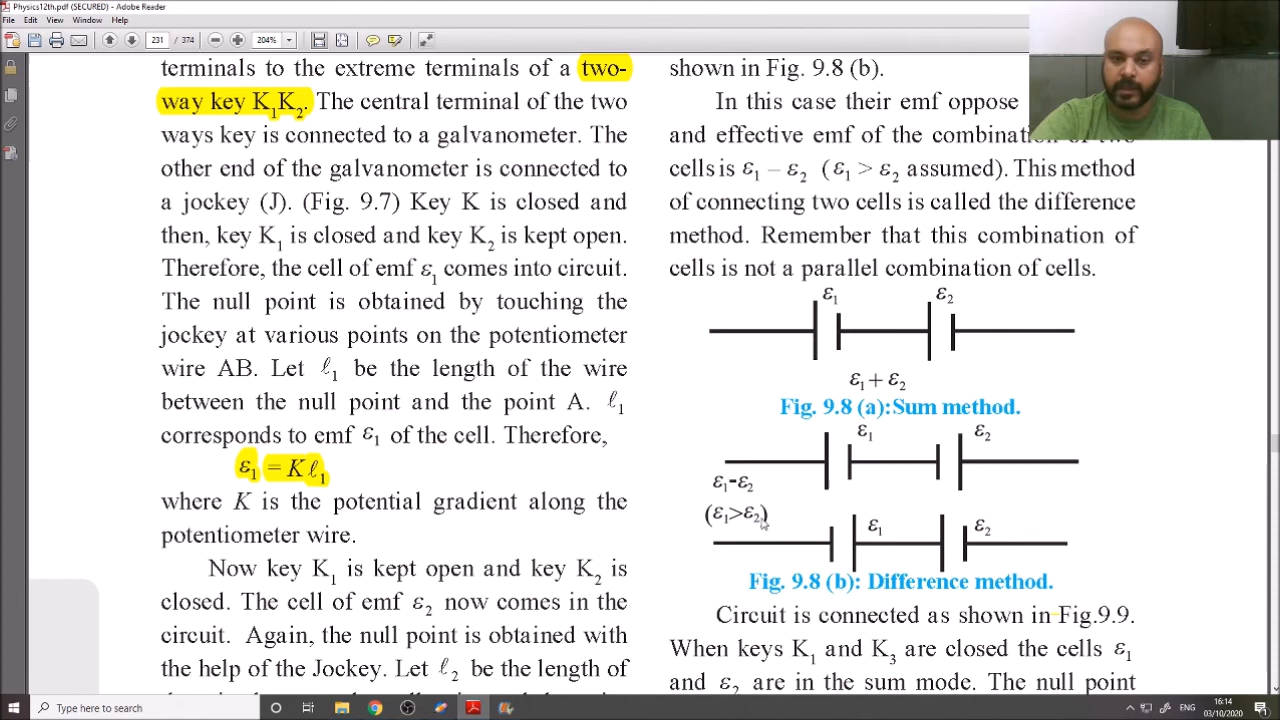 Physics12th.pdf (SECURED) - Adobe Reader
File Edit View Window Help
231 / 374 204%
terminals to the extreme terminals of a two-
way key K₁K₂. The central terminal of the two
ways key is connected to a galvanometer. The
other end of the galvanometer is connected to
a jockey (J). (Fig. 9.7) Key K is closed and
then, key K₁ is closed and key K₂ is kept open.
Therefore, the cell of emf ε₁ comes into circuit.
The null point is obtained by touching the
jockey at various points on the potentiometer
wire AB. Let ℓ₁ be the length of the wire
between the null point and the point A. ℓ₁
corresponds to emf ε₁ of the cell. Therefore,
ε₁ = Kℓ₁
where K is the potential gradient along the
potentiometer wire.
Now key K₁ is kept open and key K₂ is
closed. The cell of emf ε₂ now comes in the
circuit. Again, the null point is obtained with
the help of the Jockey. Let ℓ₂ be the length of
shown in Fig. 9.8 (b).
In this case their emf oppose
and effective emf of the combination of two
cells is ε₁ – ε₂ (ε₁ > ε₂ assumed). This method
of connecting two cells is called the difference
method. Remember that this combination of
cells is not a parallel combination of cells.
ε₁ ε₂
ε₁ + ε₂
Fig. 9.8 (a):Sum method.
ε₁ ε₂
ε₁-ε₂
(ε₁>ε₂)
ε₁ ε₂
Fig. 9.8 (b): Difference method.
Circuit is connected as shown in Fig.9.9.
When keys K₁ and K₃ are closed the cells ε₁
and ε₂ are in the sum mode. The null point
Type here to search
ENG
16:14
03/10/2020